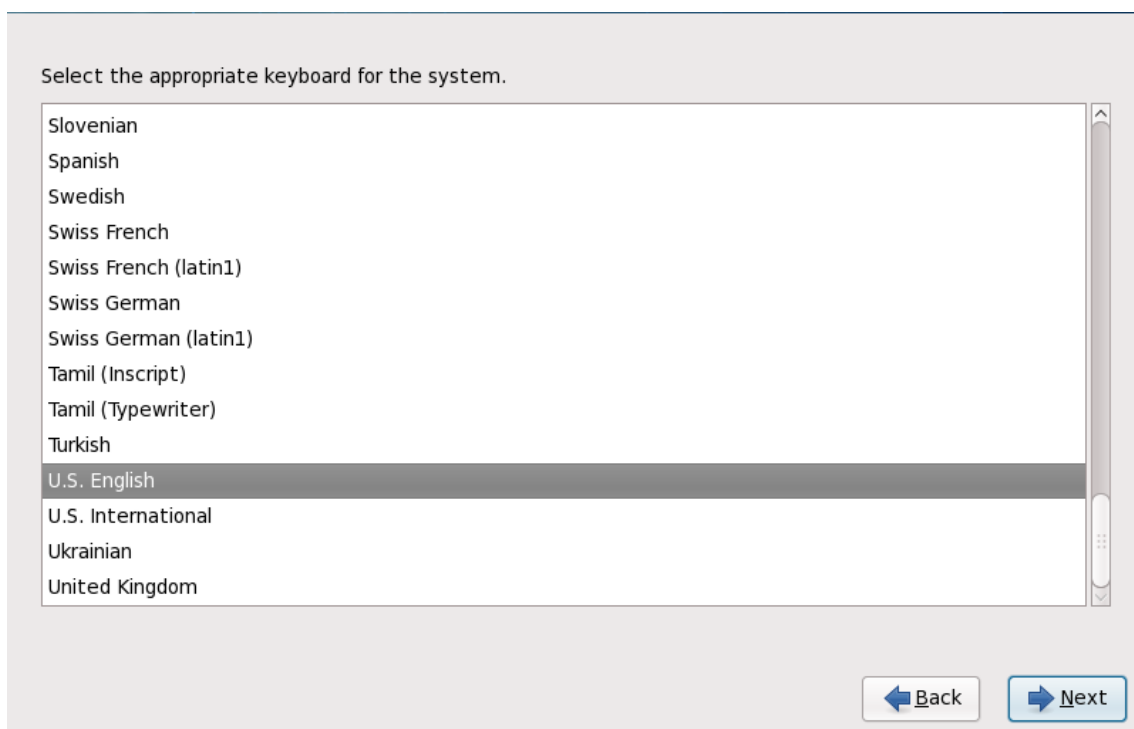 Select the appropriate keyboard for the system.
Slovenian
Spanish
Swedish
Swiss French
Swiss French (latin1)
Swiss German
Swiss German (latin1)
Tamil (Inscript)
Tamil (Typewriter)
Turkish
U.S. English
U.S. International
Ukrainian
United Kingdom
Back Next